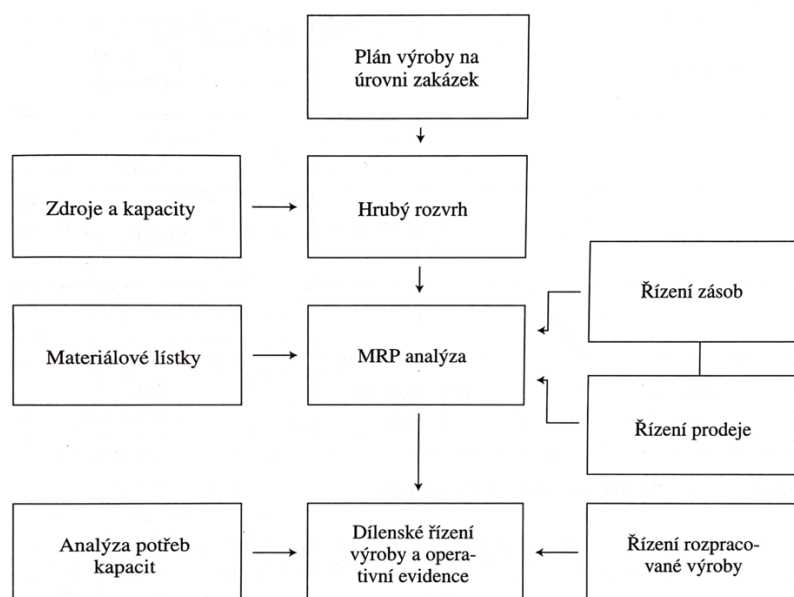 Plán výroby na
úrovni zakázek
Zdroje a kapacity
Hrubý rozvrh
Řízení zásob
Materiálové lístky
MRP analýza
Řízení prodeje
Analýza potřeb
kapacit
Dílenské řízení
výroby a opera-
tivní evidence
Řízení rozpraco-
vané výroby